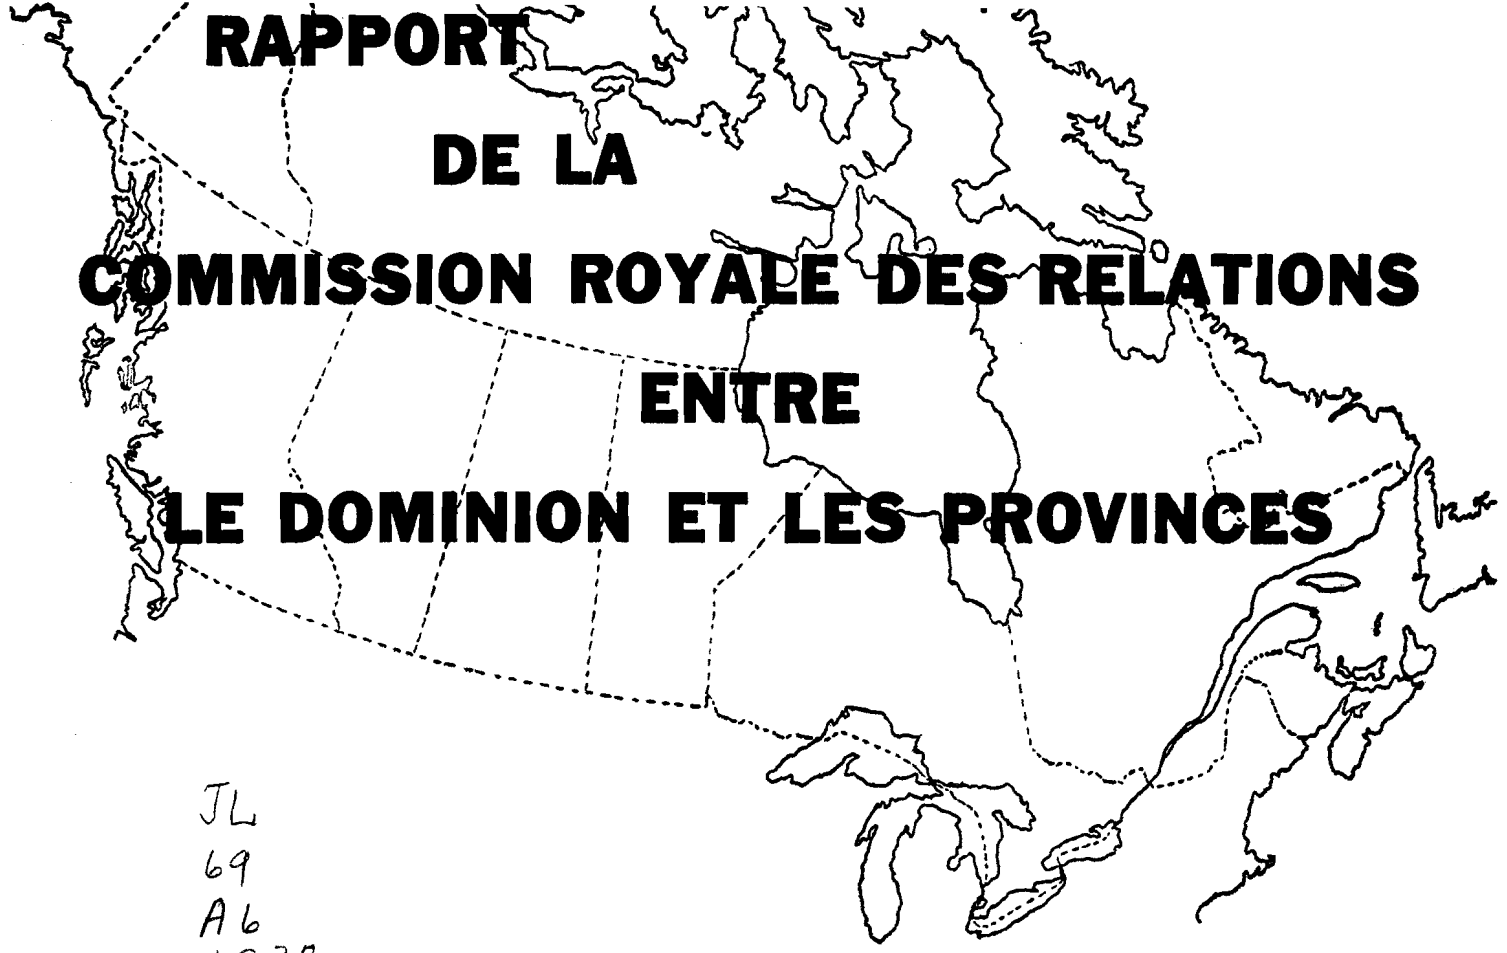 RAPPORT
DE LA
COMMISSION ROYALE DES RELATIONS
ENTRE
LE DOMINION ET LES PROVINCES
JL
69
A6